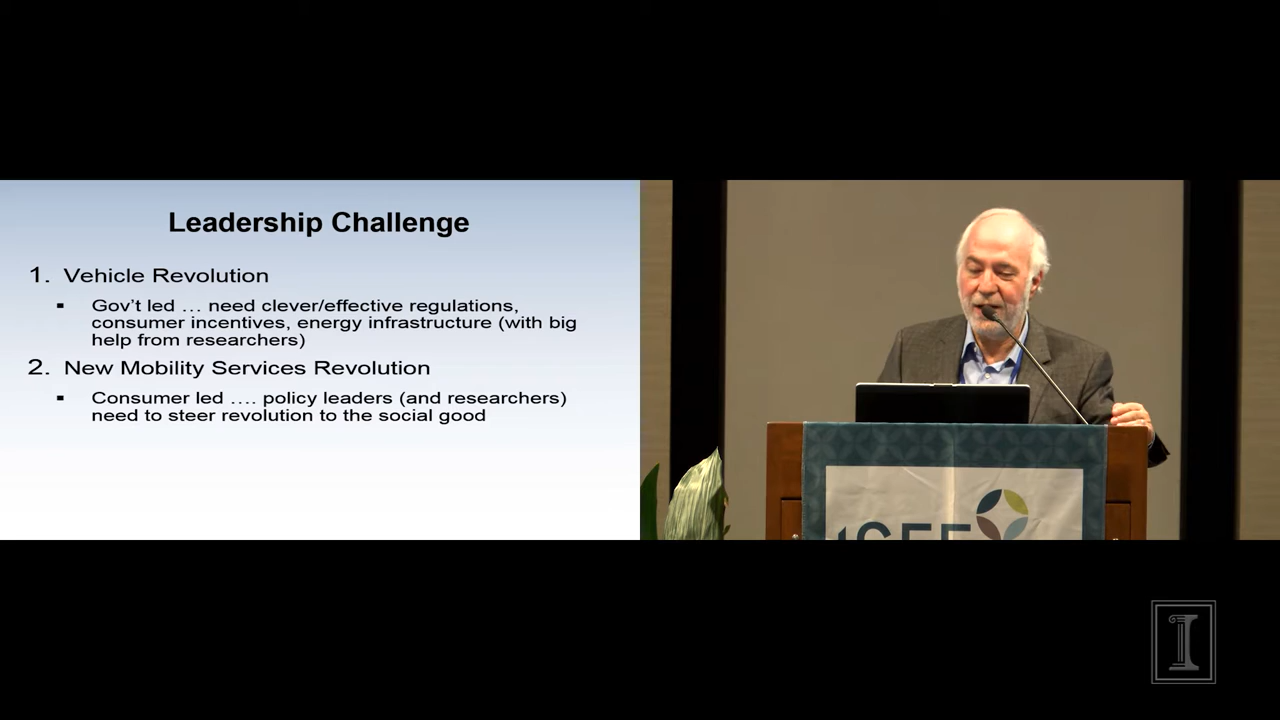 Leadership Challenge
1. Vehicle Revolution
▪ Gov't led … need clever/effective regulations,
consumer incentives, energy infrastructure (with big
help from researchers)
2. New Mobility Services Revolution
▪ Consumer led …. policy leaders (and researchers)
need to steer revolution to the social good
I